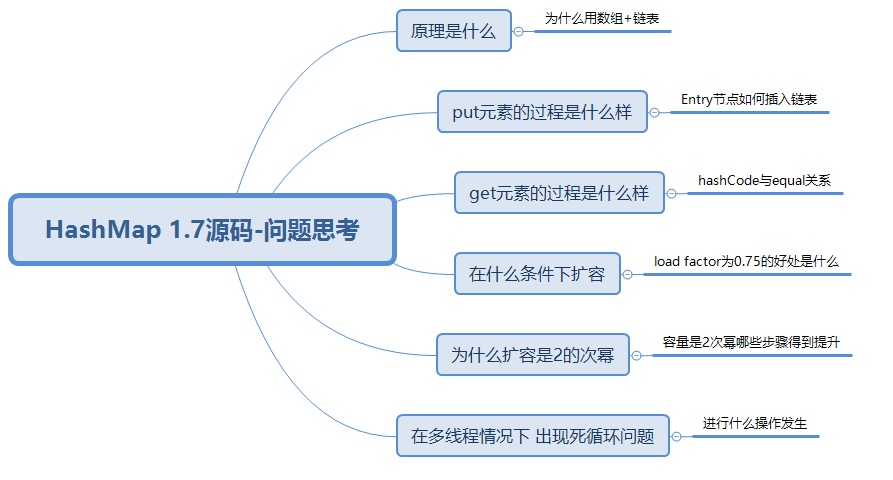 原理是什么
为什么用数组+链表
put元素的过程是什么样
Entry节点如何插入链表
get元素的过程是什么样
hashCode与equal关系
HashMap 1.7源码-问题思考
在什么条件下扩容
load factor为0.75的好处是什么
为什么扩容是2的次幂
容量是2次幂哪些步骤得到提升
在多线程情况下 出现死循环问题
进行什么操作发生